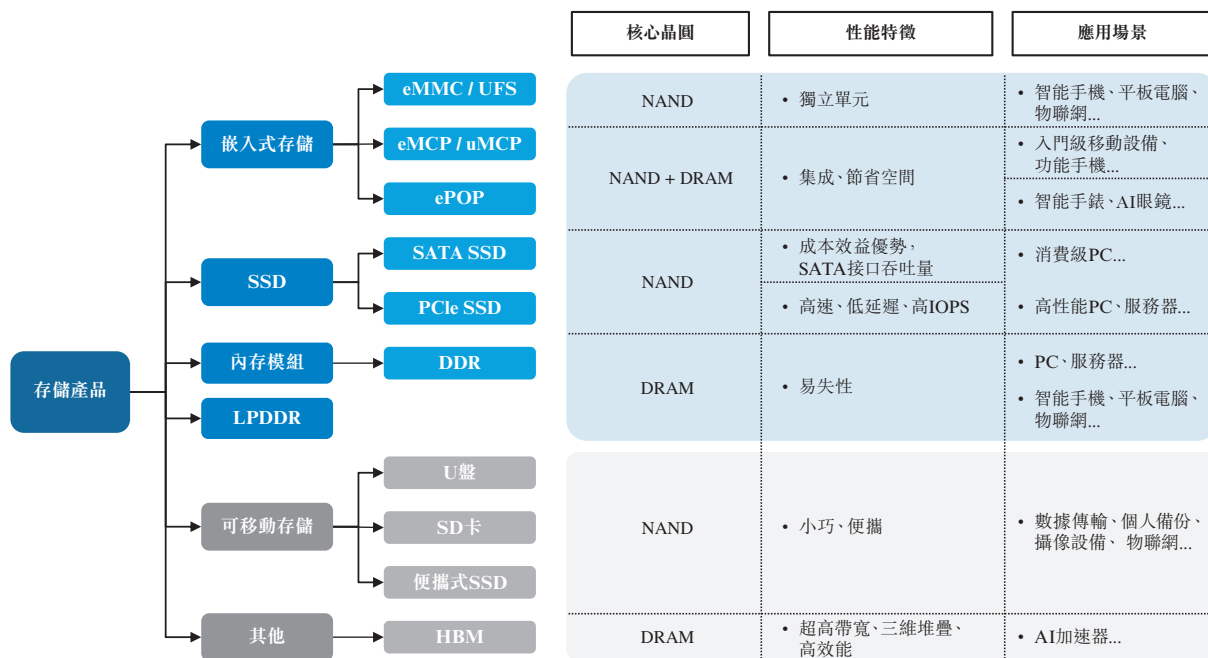 核心晶圓
性能特徵
應用場景
eMMC / UFS
NAND
• 獨立單元
• 智能手機、平板電腦、
物聯網...
嵌入式存儲
eMCP / uMCP
ePOP
NAND + DRAM
• 集成、節省空間
• 入門級移動設備、
功能手機...
• 智能手錶、AI眼鏡...
SSD
SATA SSD
PCle SSD
NAND
• 成本效益優勢，
SATA接口吞吐量
• 消費級PC...
• 高速、低延遲、高IOPS
• 高性能PC、服務器...
存儲產品
內存模組
DDR
LPDDR
DRAM
• 易失性
• PC、服務器...
• 智能手機、平板電腦、
物聯網...
可移動存儲
U盤
SD卡
便攜式SSD
NAND
• 小巧、便攜
• 數據傳輸、個人備份、
攝像設備、 物聯網...
其他
HBM
DRAM
• 超高帶寬、三維堆疊、
高效能
• AI加速器...